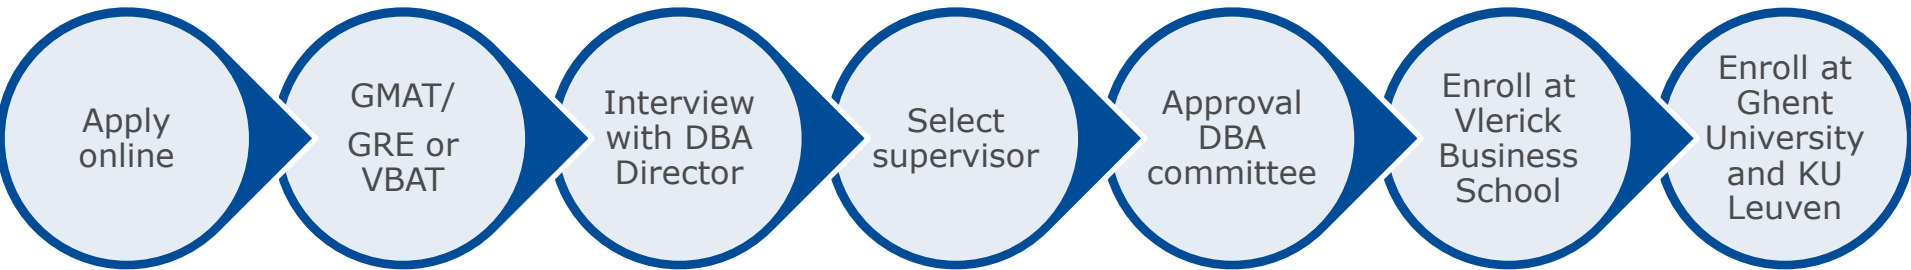 Apply
online
GMAT/
GRE or
VBAT
Interview
with DBA
Director
Select
supervisor
Approval
DBA
committee
Enroll at
Vlerick
Business
School
Enroll at
Ghent
University
and KU
Leuven